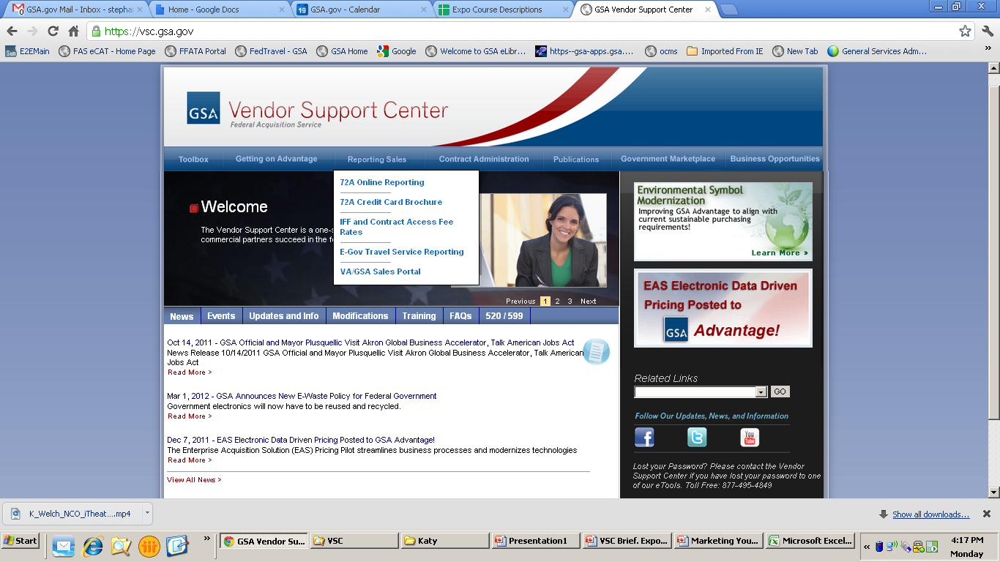 GSA.gov Mail - Inbox - stephan
Home - Google Docs
19
GSA.gov - Calendar
Expo Course Descriptions
GSA Vendor Support Center
https://vsc.gsa.gov
Sun E2EMain
FAS eCAT - Home Page
FFATA Portal
FedTravel - GSA
GSA Home
Google
Welcome to GSA eLibr...
https--gsa-apps.gsa....
ocms
Imported From IE
New Tab
General Services Adm...
»
GSA
Vendor Support Center
Federal Acquisition Service
Toolbox
Getting on Advantage
Reporting Sales
Contract Administration
Publications
Government Marketplace
Business Opportunities
72A Online Reporting
72A Credit Card Brochure
IFF and Contract Access Fee
Rates
E-Gov Travel Service Reporting
VA/GSA Sales Portal
Welcome
The Vendor Support Center is a one-s
commercial partners succeed in the f
Previous 1 2 3 Next
Environmental Symbol
Modernization
Improving GSA Advantage to align with
current sustainable purchasing
requirements!
Learn More »
EAS Electronic Data Driven
Pricing Posted to
GSA Advantage!
News
Events
Updates and Info
Modifications
Training
FAQs
520 / 599
Oct 14, 2011 - GSA Official and Mayor Plusquellic Visit Akron Global Business Accelerator, Talk American Jobs Act
News Release 10/14/2011 GSA Official and Mayor Plusquellic Visit Akron Global Business Accelerator, Talk American
Jobs Act
Read More >
Mar 1, 2012 - GSA Announces New E-Waste Policy for Federal Government
Government electronics will now have to be reused and recycled.
Read More >
Dec 7, 2011 - EAS Electronic Data Driven Pricing Posted to GSA Advantage!
The Enterprise Acquisition Solution (EAS) Pricing Pilot streamlines business processes and modernizes technologies
Read More >
View All News >
Related Links
GO
Follow Our Updates, News, and Information
You Tube
Lost your Password? Please contact the Vendor
Support Center if you have lost your password to one
of our eTools. Toll Free: 877-495-4849
K_Welch_NCO_iTheat....mp4
Show all downloads...
Start
»
GSA Vendor Su...
VSC
Katy
Presentation1
VSC Brief. Expo...
Marketing You...
Microsoft Excel...
«
4:17 PM
Monday